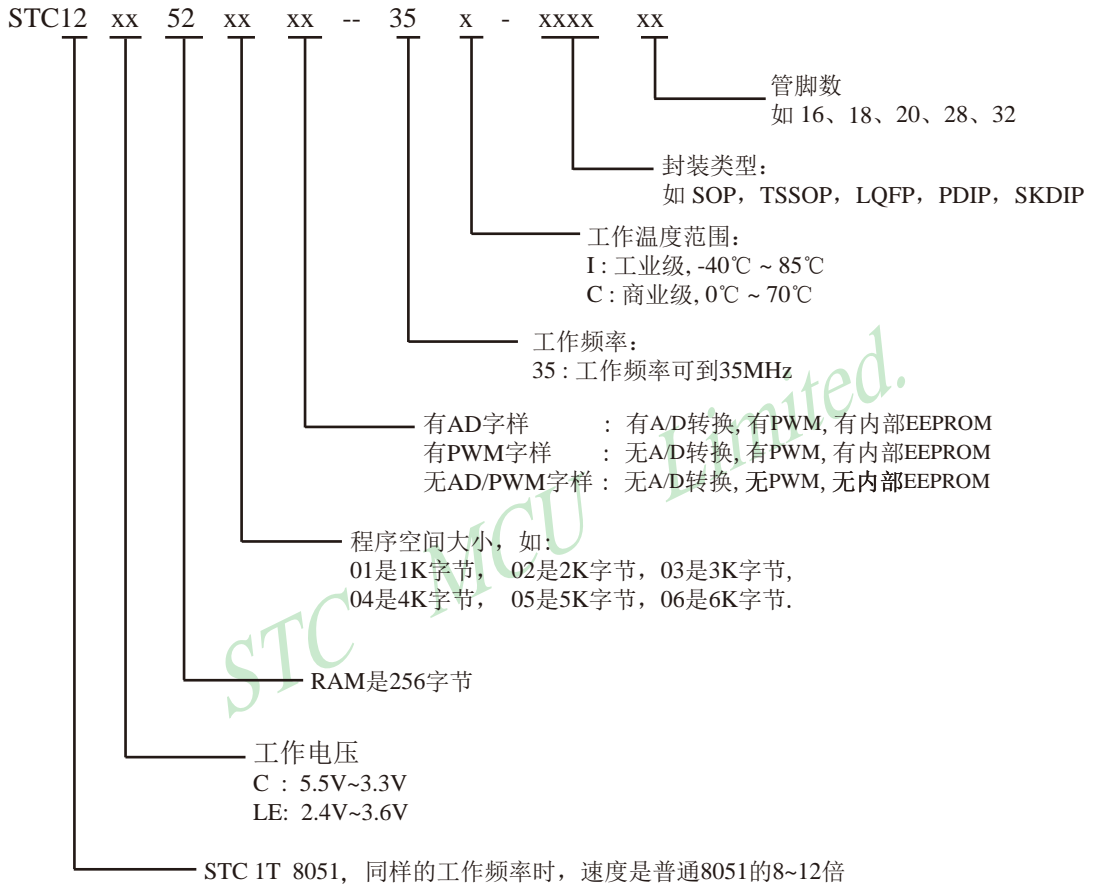 STC12 xx 52 xx xx -- 35 x - xxxx xx
管脚数
如 16、18、20、28、32
封装类型:
如 SOP，TSSOP，LQFP，PDIP，SKDIP
工作温度范围:
I : 工业级, -40℃ ~ 85℃
C : 商业级, 0℃ ~ 70℃
工作频率:
35 : 工作频率可到35MHz
有AD字样 : 有A/D转换, 有PWM, 有内部EEPROM
有PWM字样 : 无A/D转换, 有PWM, 有内部EEPROM
无AD/PWM字样 : 无A/D转换, 无PWM, 无内部EEPROM
程序空间大小，如:
01是1K字节， 02是2K字节，03是3K字节,
04是4K字节， 05是5K字节，06是6K字节.
RAM是256字节
工作电压
C : 5.5V~3.3V
LE: 2.4V~3.6V
STC 1T 8051, 同样的工作频率时，速度是普通8051的8~12倍
STC MCU Limited.